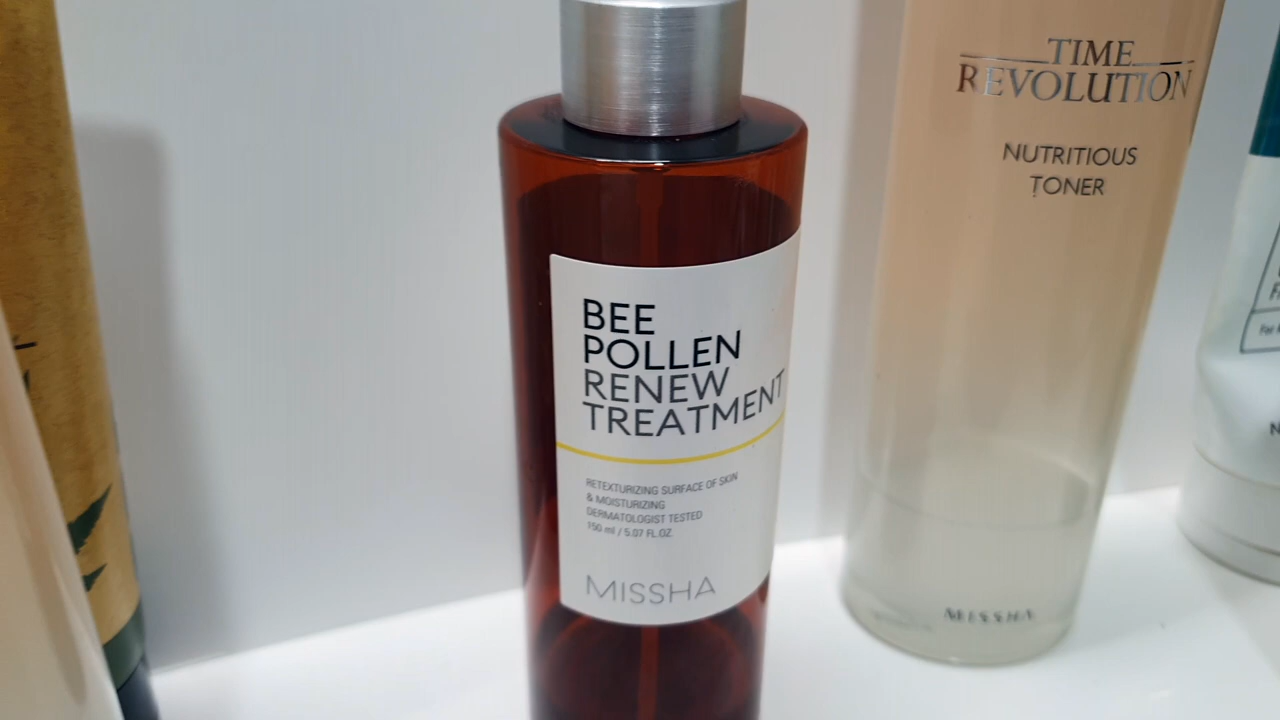 BEE
POLLEN
RENEW
TREATMENT
RETEXTURIZING SURFACE OF SKIN
& MOISTURIZING
DERMATOLOGIST TESTED
150 ml / 5.07 FL.OZ.
MISSHA
TIME
REVOLUTION
NUTRITIOUS
TONER
MISSHA